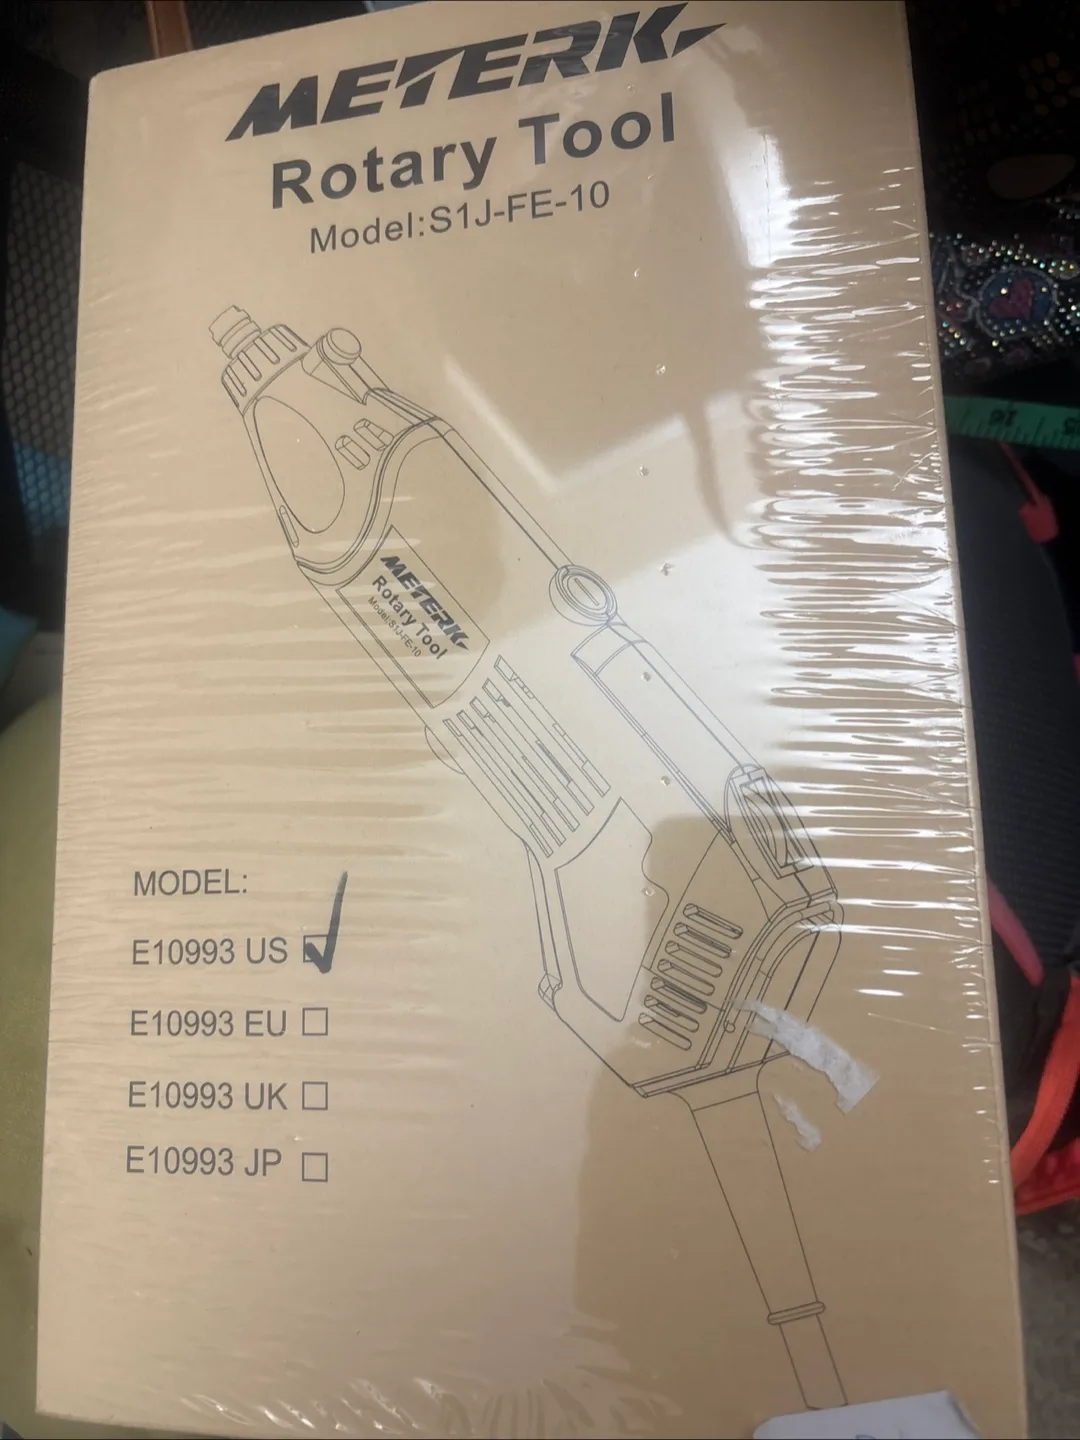 METERK
Rotary Tool
Model:S1J-FE-10
METERK
Rotary Tool
Model:S1J-FE-10
MODEL:
E10993 US
E10993 EU
E10993 UK
E10993 JP